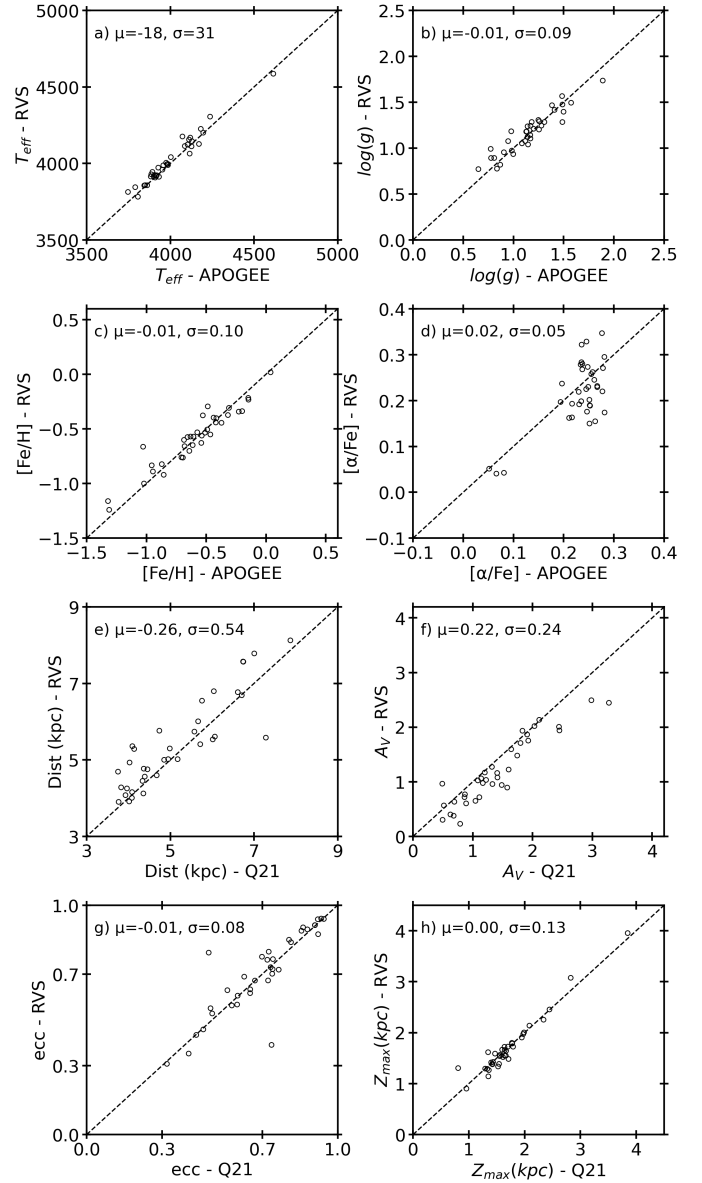 a) μ=-18, σ=31
5000
4500
4000
3500
3500 4000 4500 5000
T_eff - RVS
T_eff - APOGEE
b) μ=-0.01, σ=0.09
2.5
2.0
1.5
1.0
0.5
0.0
0.0 0.5 1.0 1.5 2.0 2.5
log(g) - RVS
log(g) - APOGEE
c) μ=-0.01, σ=0.10
0.5
0.0
−0.5
−1.0
−1.5
−1.5 −1.0 −0.5 0.0 0.5
[Fe/H] - RVS
[Fe/H] - APOGEE
d) μ=0.02, σ=0.05
0.4
0.3
0.2
0.1
0.0
−0.1
−0.1 0.0 0.1 0.2 0.3 0.4
[α/Fe] - RVS
[α/Fe] - APOGEE
e) μ=-0.26, σ=0.54
9
7
5
3
3 5 7 9
Dist (kpc) - RVS
Dist (kpc) - Q21
f) μ=0.22, σ=0.24
4
3
2
1
0
0 1 2 3 4
A_V - RVS
A_V - Q21
g) μ=-0.01, σ=0.08
1.0
0.7
0.3
0.0
0.0 0.3 0.7 1.0
ecc - RVS
ecc - Q21
h) μ=0.00, σ=0.13
4
3
2
1
0
0 1 2 3 4
Z_max(kpc) - RVS
Z_max(kpc) - Q21